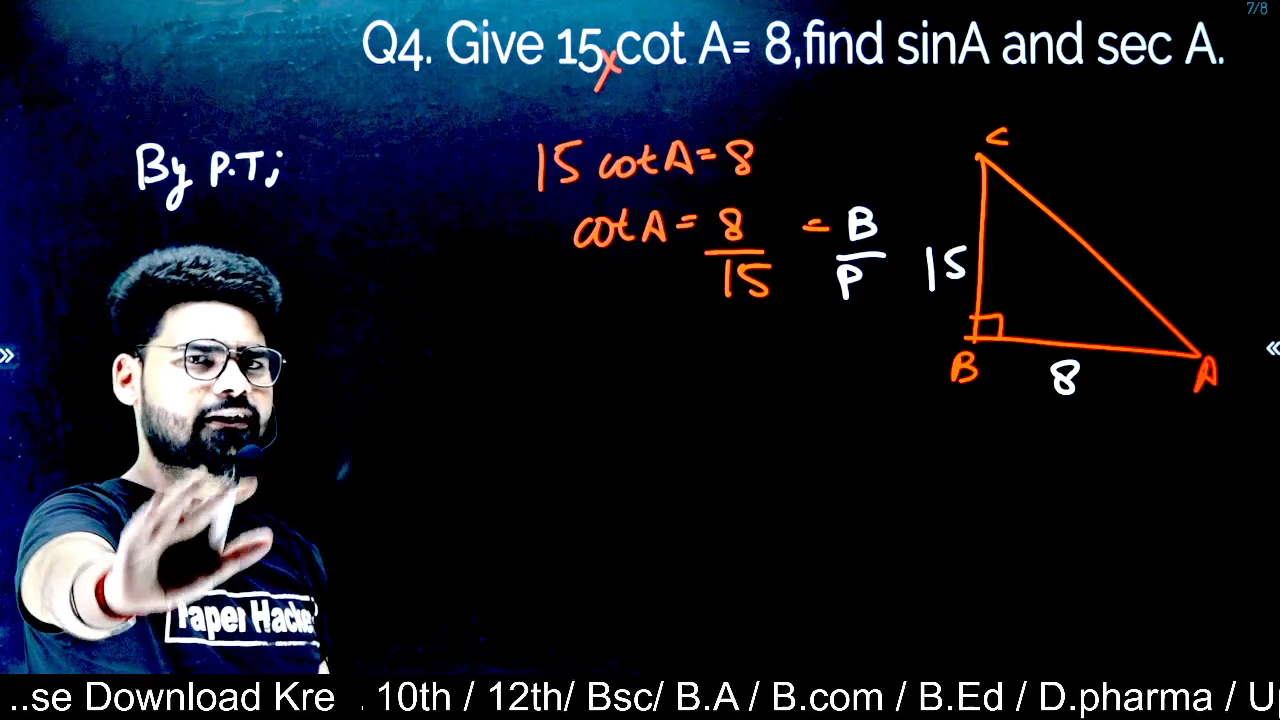 7/8
Q4. Give 15 cot A= 8,find sinA and sec A.
x
By P.T;
15 cot A = 8
cot A = 8/15 = B/P
C
15
B
8
A
»
«
Paper Hacke
..se Download Kre . 10th / 12th/ Bsc/ B.A / B.com / B.Ed / D.pharma / U